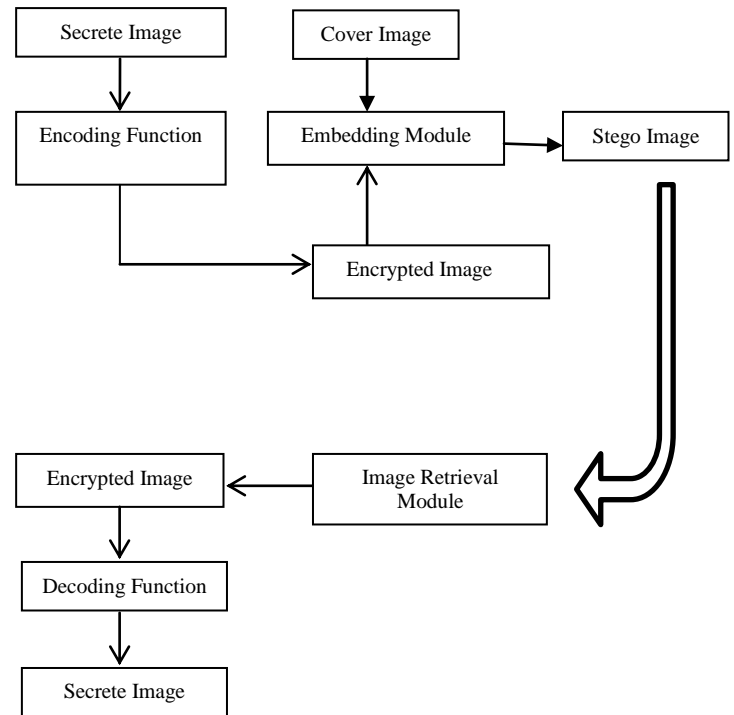 Secrete Image
Cover Image
Encoding Function
Embedding Module
Stego Image
Encrypted Image
Encrypted Image
Image Retrieval
Module
Decoding Function
Secrete Image